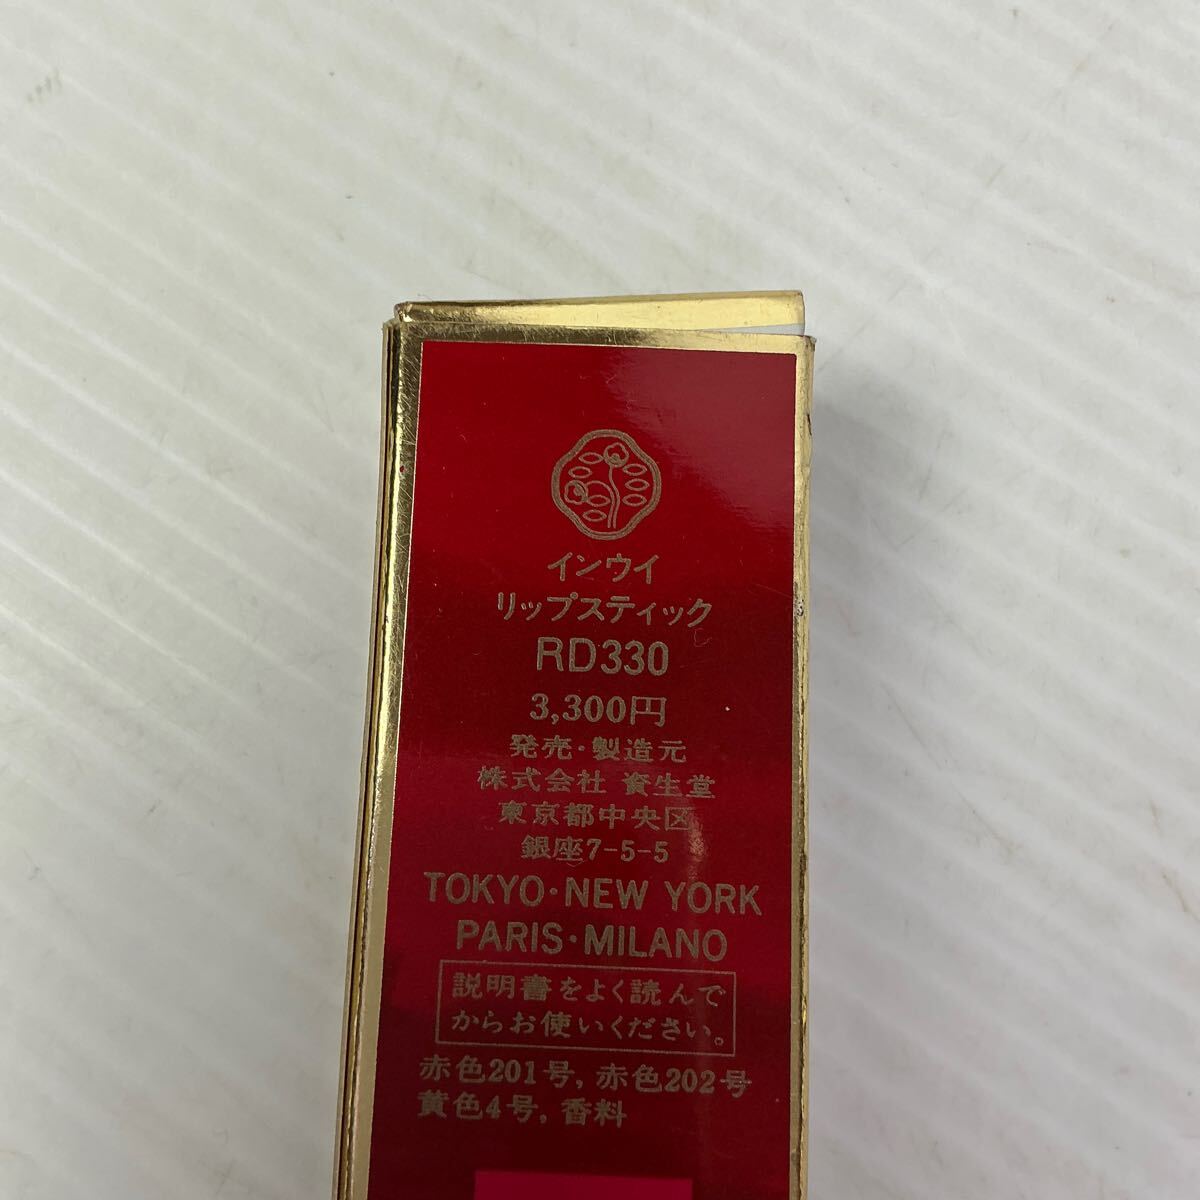 インウイ
リップスティック
RD330
3,300円
発売・製造元
株式会社 資生堂
東京都中央区
銀座7-5-5
TOKYO・NEW YORK
PARIS・MILANO
説明書をよく読んで
からお使いください。
赤色201号, 赤色202号
黄色4号, 香料